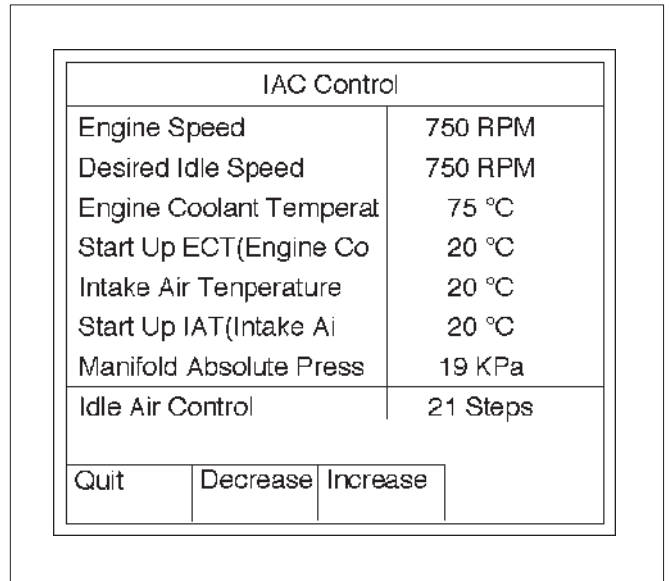 IAC Control
Engine Speed 750 RPM
Desired Idle Speed 750 RPM
Engine Coolant Temperat 75 °C
Start Up ECT(Engine Co 20 °C
Intake Air Tenperature 20 °C
Start Up IAT(Intake Ai 20 °C
Manifold Absolute Press 19 KPa
Idle Air Control 21 Steps
Quit Decrease Increase